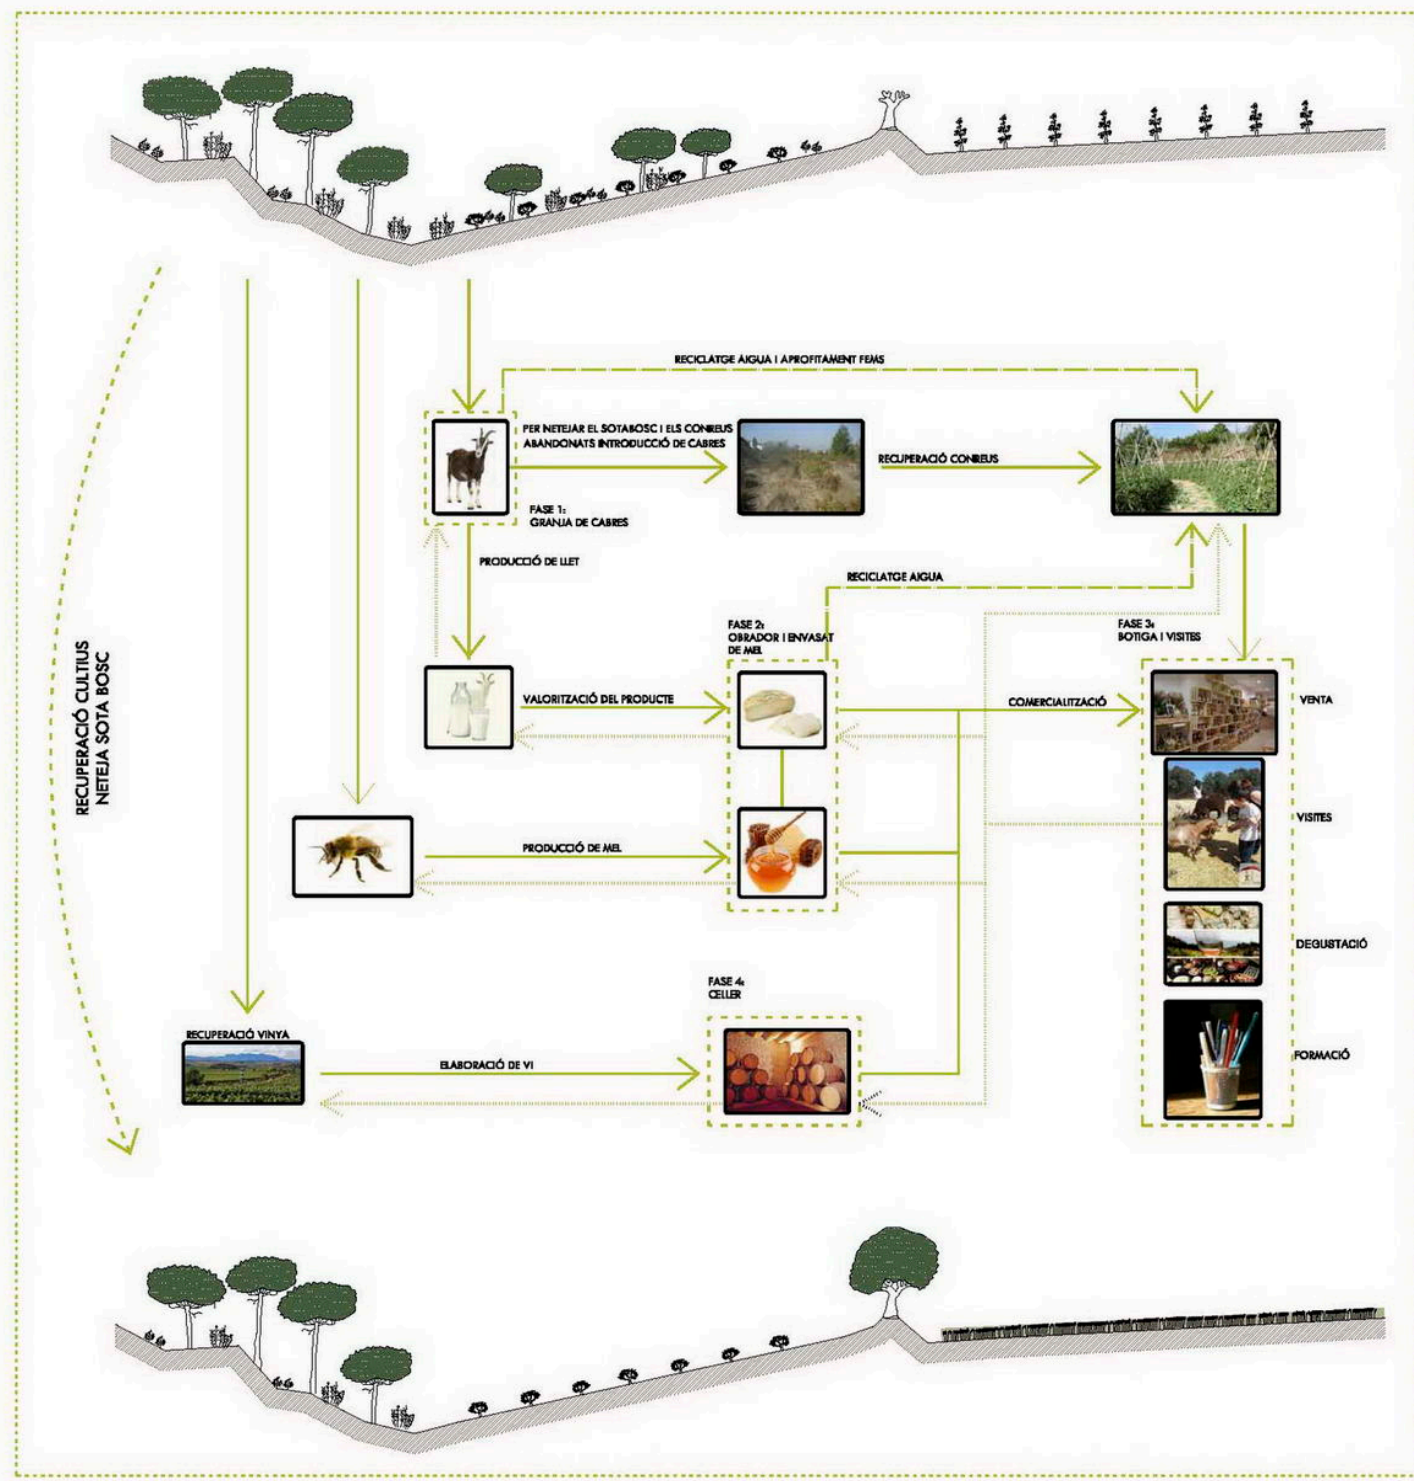 RECICLATGE AIGUA I APROFITAMENT FEMS
PER NETEJAR EL SOTABOSC I ELS CONREUS
ABANDONATS INTRODUCCIÓ DE CABRES
RECUPERACIÓ CONREUS
FASE 1:
GRANJA DE CABRES
PRODUCCIÓ DE LLET
RECICLATGE AIGUA
FASE 2:
OBRADOR I ENVASAT
DE MEL
FASE 3:
BOTIGA I VISITES
RECUPERACIÓ CULTIUS
NETEJA SOTA BOSC
VALORITZACIÓ DEL PRODUCTE
COMERCIALITZACIÓ
VENTA
VISITES
PRODUCCIÓ DE MEL
DEGUSTACIÓ
FASE 4:
CELLER
RECUPERACIÓ VINYA
ELABORACIÓ DE VI
FORMACIÓ